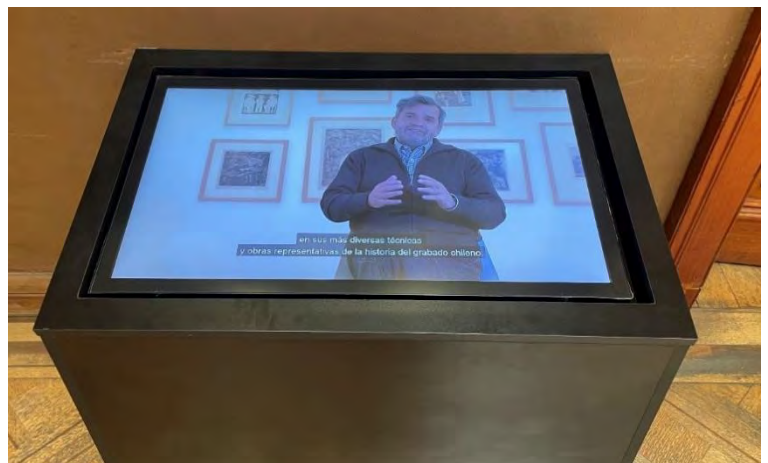 en sus más diversas técnicas
y obras representativas de la historia del grabado chileno.